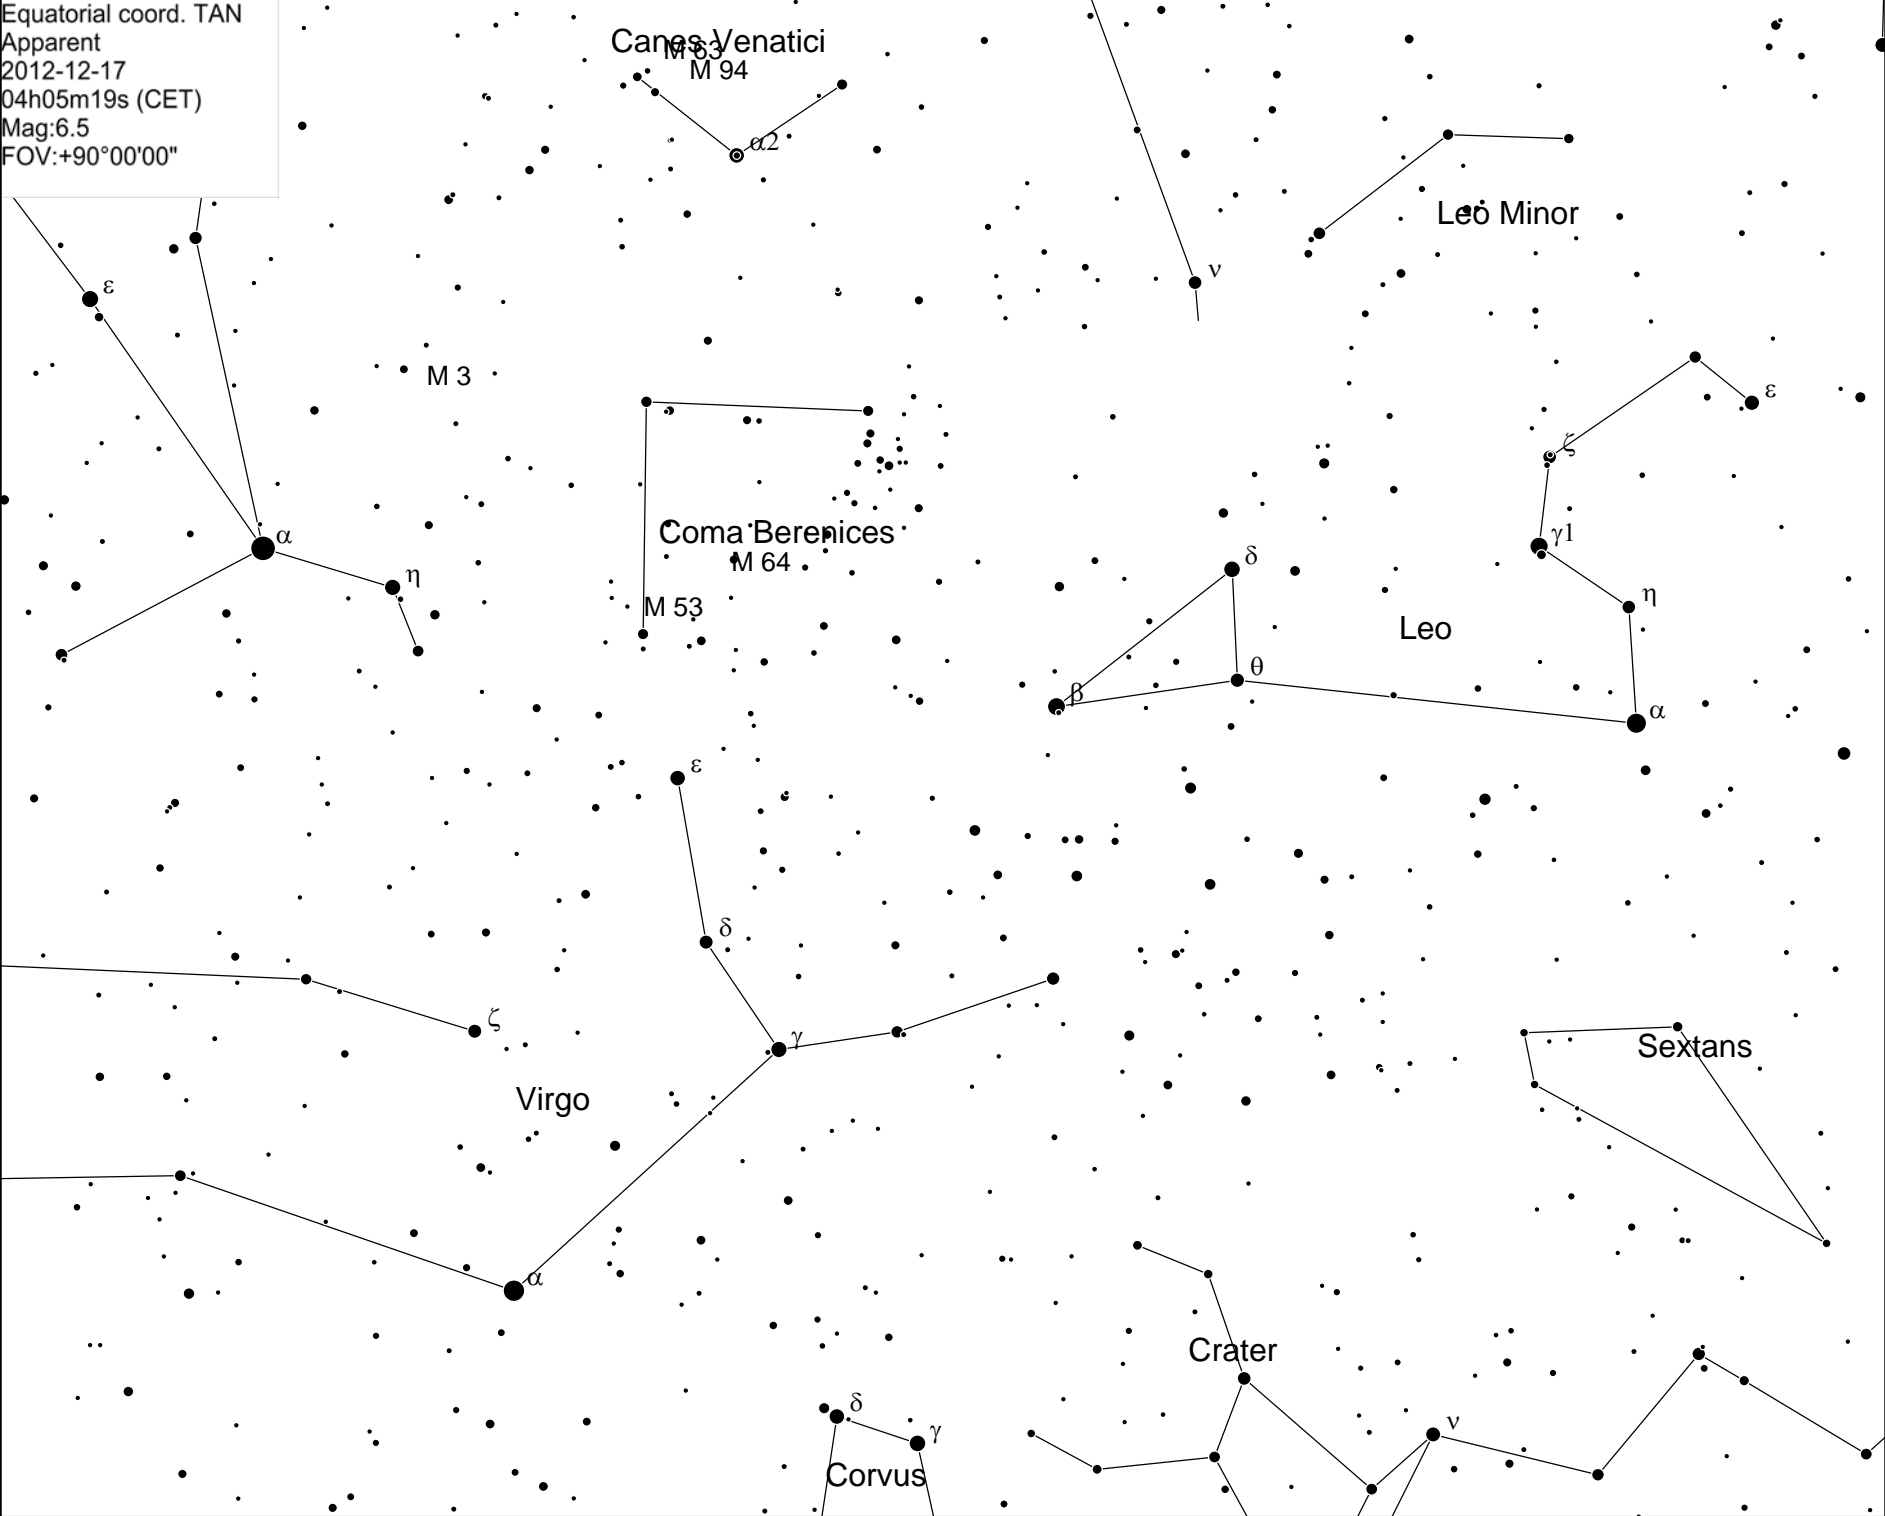 Equatorial coord. TAN
Apparent
2012-12-17
04h05m19s (CET)
Mag:6.5
FOV:+90°00'00"
Canes Venatici
M 63
M 94
α2
Leo Minor
ν
ε
M 3
ε
ζ
α
Coma Berenices
γ1
M 64
δ
η
η
M 53
Leo
θ
β
α
ε
δ
ζ
γ
Sextans
Virgo
α
Crater
δ
ν
γ
Corvus